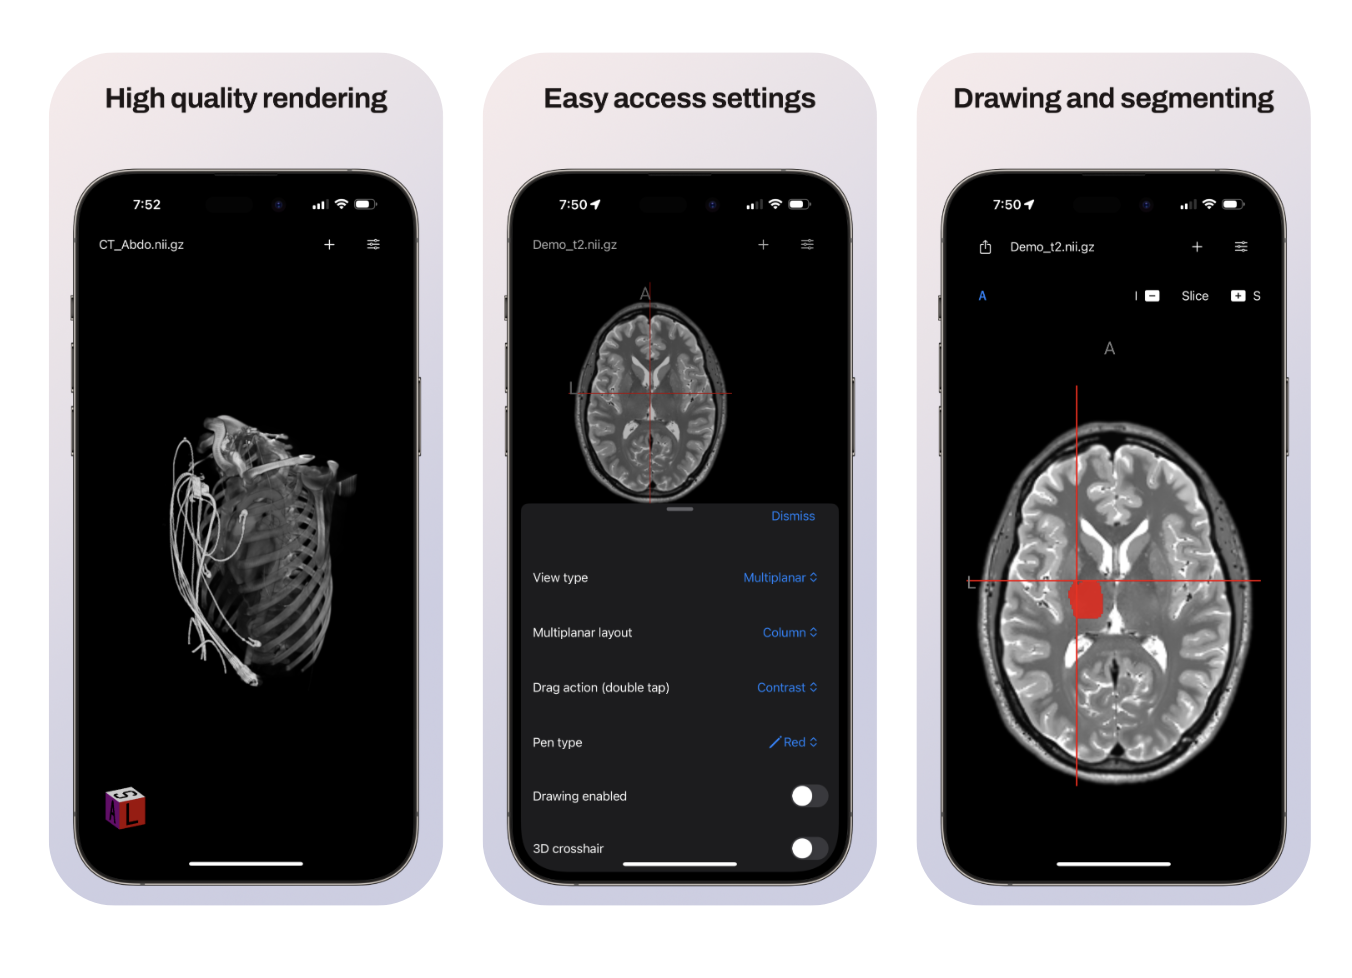 High quality rendering
7:52
CT_Abdo.nii.gz
S
A
L
Easy access settings
7:50
Demo_t2.nii.gz
A
L
Dismiss
View type
Multiplanar
Multiplanar layout
Column
Drag action (double tap)
Contrast
Pen type
Red
Drawing enabled
3D crosshair
Drawing and segmenting
7:50
Demo_t2.nii.gz
A
I
Slice
S
A
L